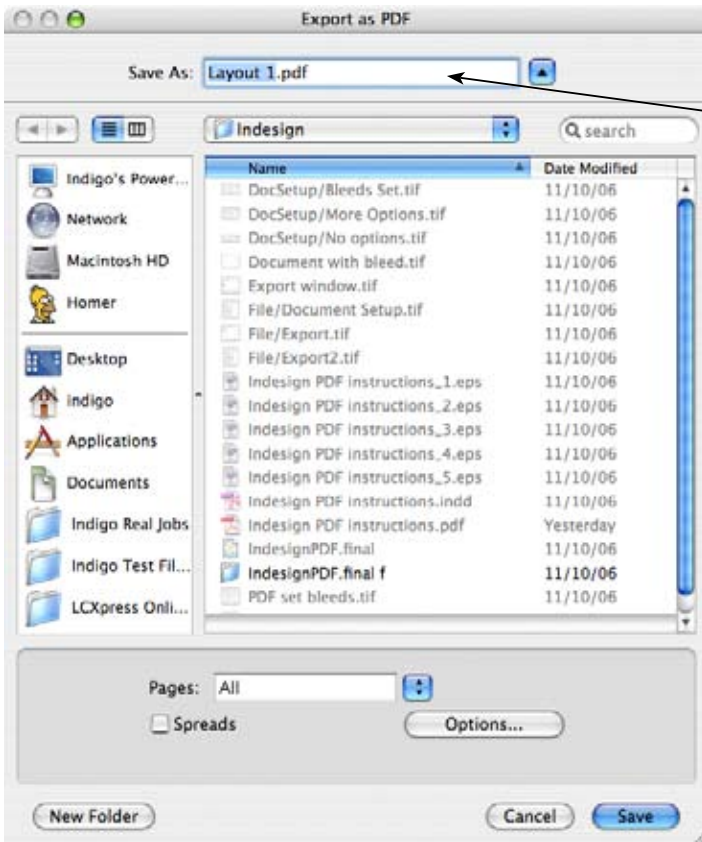 Export as PDF
Save As: Layout 1.pdf
Indesign
search
Name Date Modified
Indigo's Power...
Network
Macintosh HD
Homer
Desktop
indigo
Applications
Documents
Indigo Real Jobs
Indigo Test Fil...
LCXpress Onli...
DocSetup/Bleeds Set.tif 11/10/06
DocSetup/More Options.tif 11/10/06
DocSetup/No options.tif 11/10/06
Document with bleed.tif 11/10/06
Export window.tif 11/10/06
File/Document Setup.tif 11/10/06
File/Export.tif 11/10/06
File/Export2.tif 11/10/06
Indesign PDF instructions_1.eps 11/10/06
Indesign PDF instructions_2.eps 11/10/06
Indesign PDF instructions_3.eps 11/10/06
Indesign PDF instructions_4.eps 11/10/06
Indesign PDF instructions_5.eps 11/10/06
Indesign PDF instructions.indd 11/10/06
Indesign PDF instructions.pdf Yesterday
IndesignPDF.final 11/10/06
IndesignPDF.final f 11/10/06
PDF set bleeds.tif 11/10/06
Pages: All
Spreads
Options...
New Folder
Cancel
Save